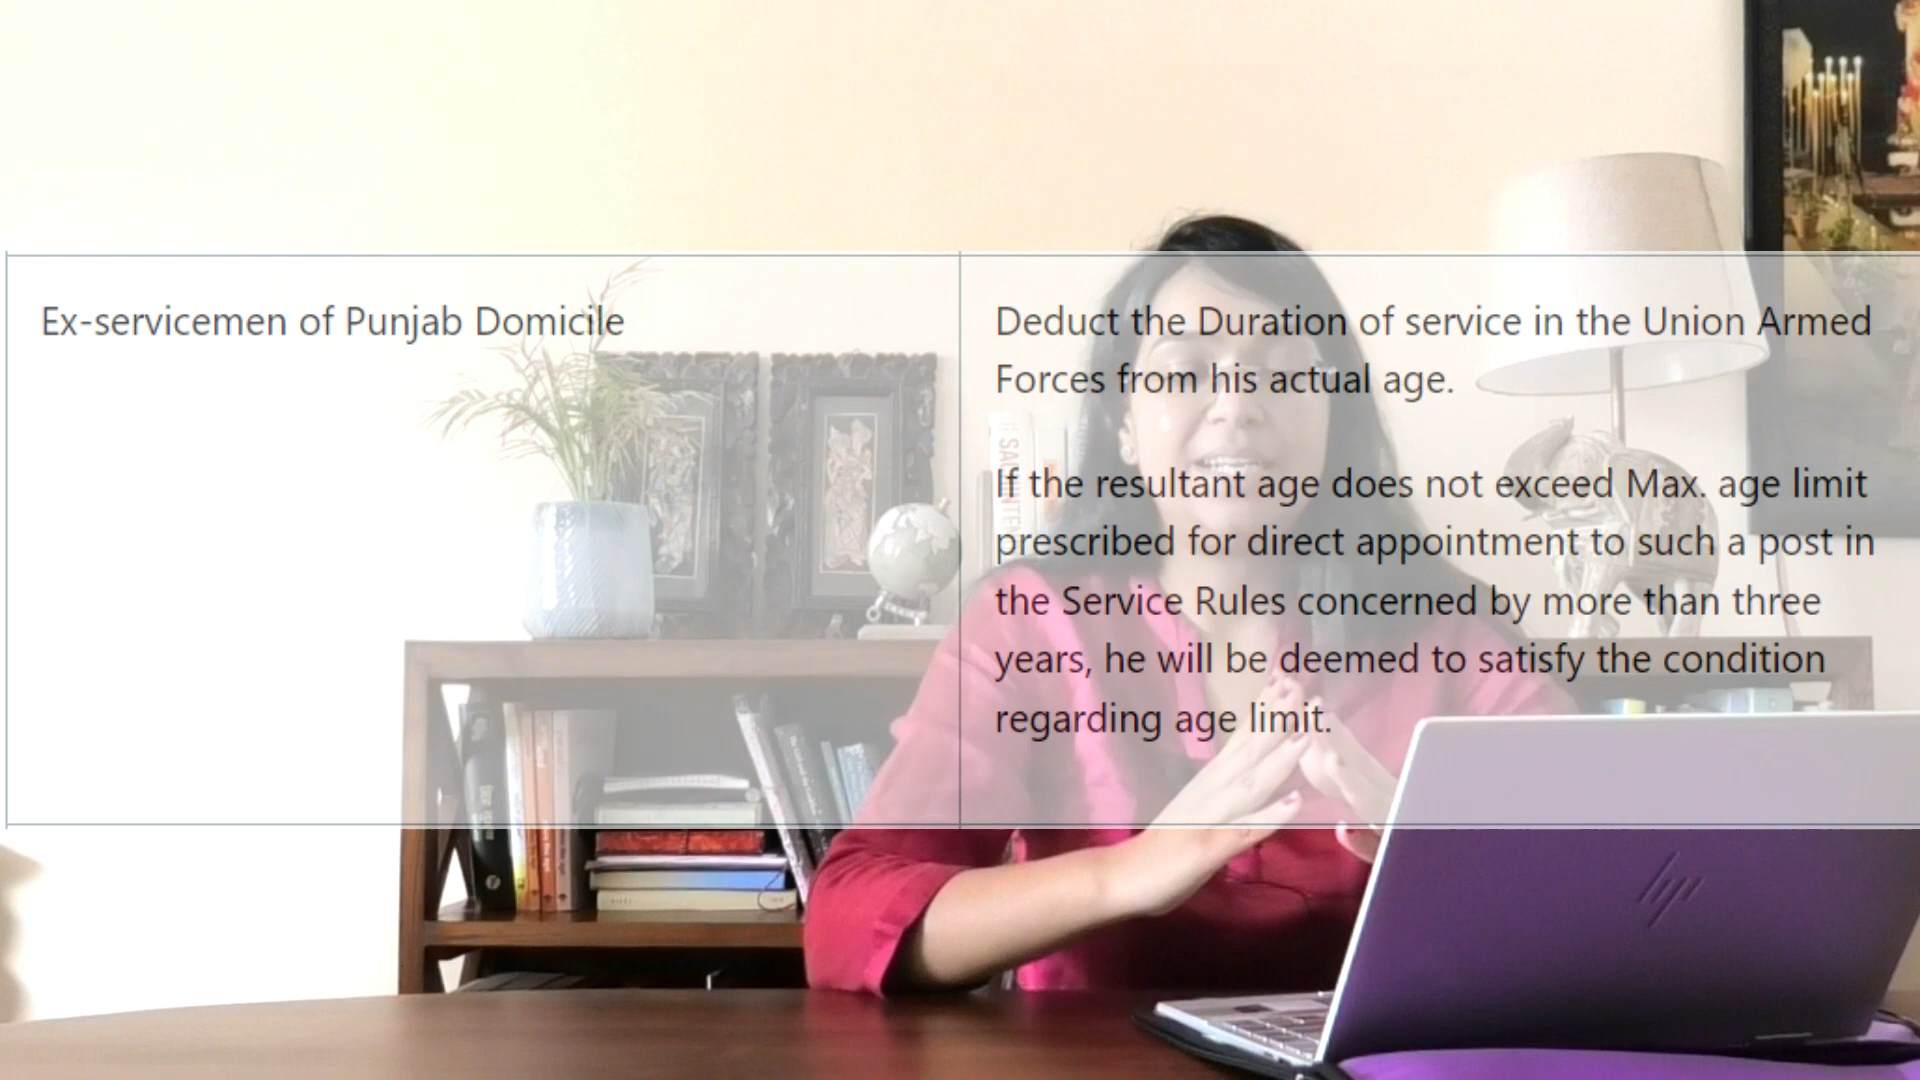 Ex-servicemen of Punjab Domicile
Deduct the Duration of service in the Union Armed
Forces from his actual age.
If the resultant age does not exceed Max. age limit
prescribed for direct appointment to such a post in
the Service Rules concerned by more than three
years, he will be deemed to satisfy the condition
regarding age limit.
hp